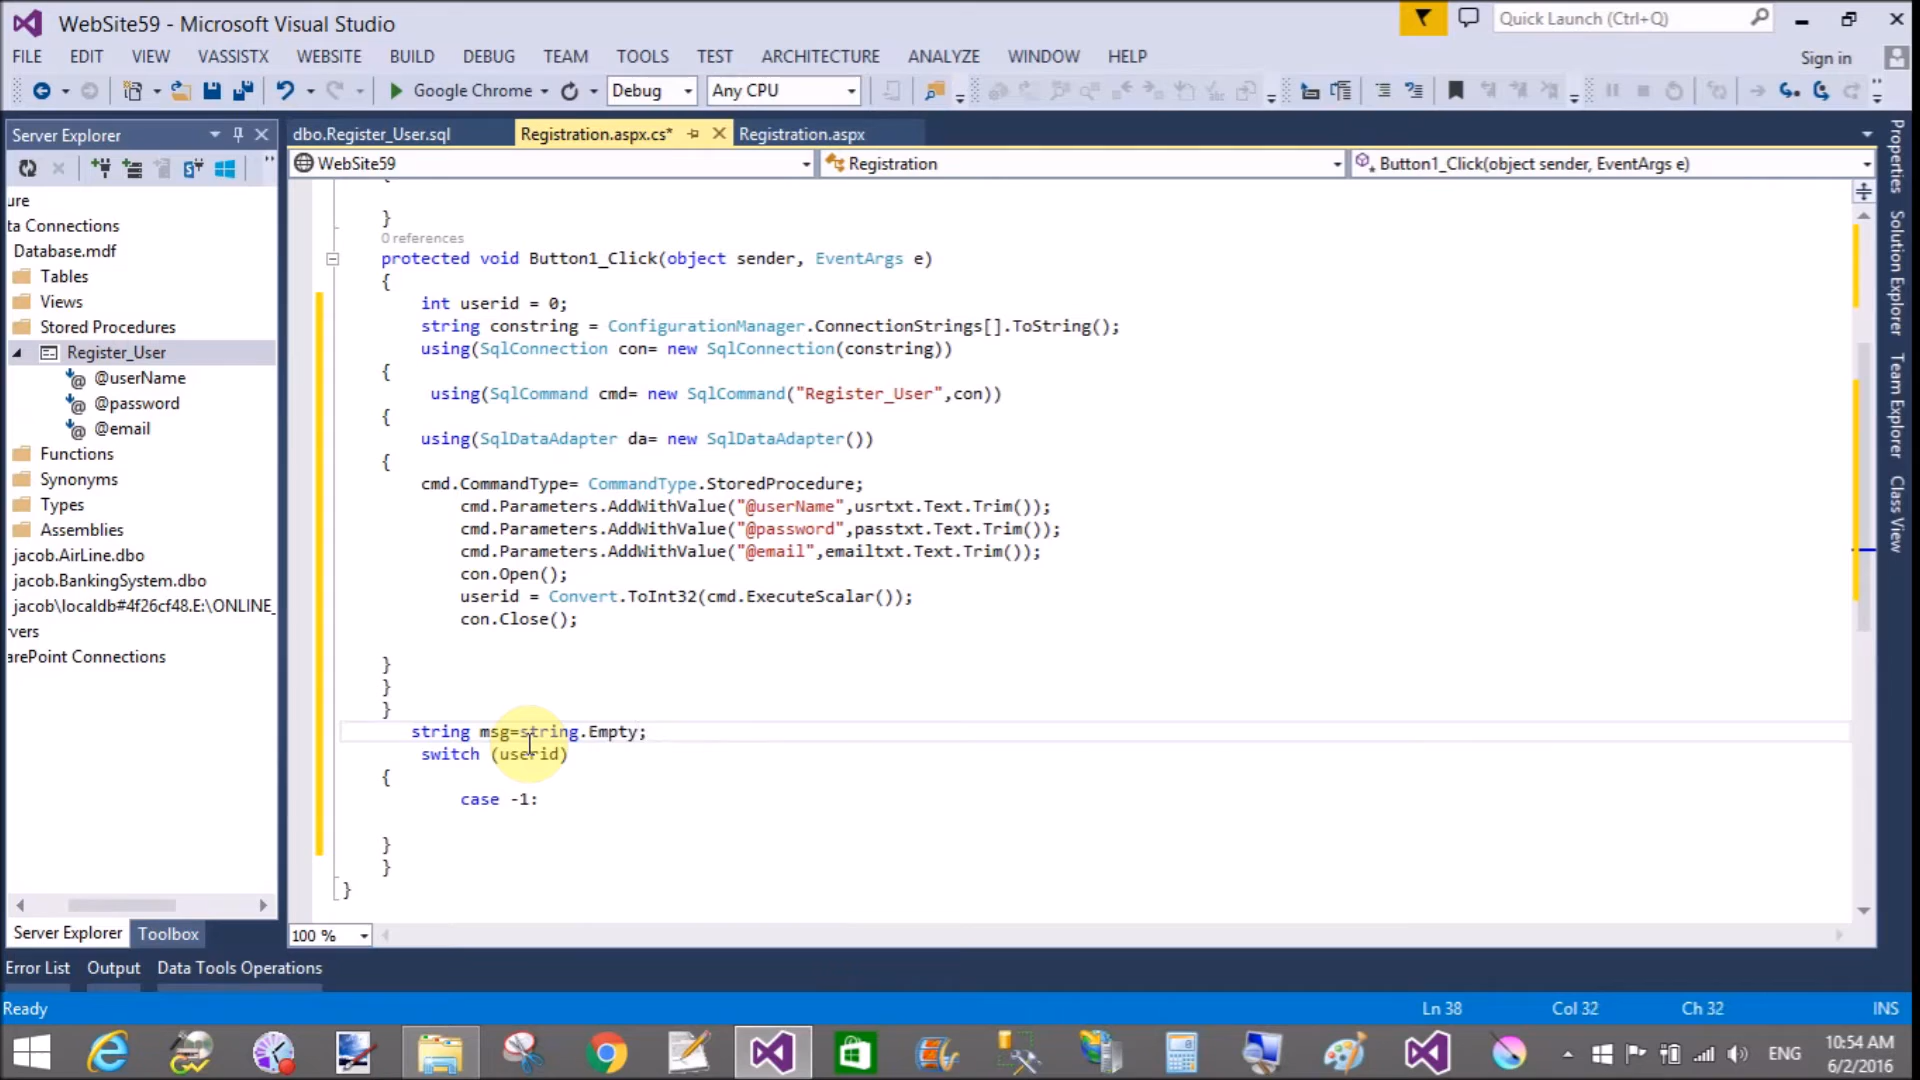 WebSite59 - Microsoft Visual Studio
Quick Launch (Ctrl+Q)
FILE EDIT VIEW VASSISTX WEBSITE BUILD DEBUG TEAM TOOLS TEST ARCHITECTURE ANALYZE WINDOW HELP
Sign in
Google Chrome
Debug
Any CPU
Server Explorer
dbo.Register_User.sql
Registration.aspx.cs*
Registration.aspx
WebSite59
Registration
Button1_Click(object sender, EventArgs e)
ure
ta Connections
Database.mdf
Tables
Views
Stored Procedures
Register_User
@userName
@password
@email
Functions
Synonyms
Types
Assemblies
jacob.AirLine.dbo
jacob.BankingSystem.dbo
jacob\localdb#4f26cf48.E:\ONLINE_
rvers
arePoint Connections
Server Explorer
Toolbox
}
0 references
protected void Button1_Click(object sender, EventArgs e)
{
int userid = 0;
string constring = ConfigurationManager.ConnectionStrings[].ToString();
using(SqlConnection con= new SqlConnection(constring))
{
using(SqlCommand cmd= new SqlCommand("Register_User",con))
{
using(SqlDataAdapter da= new SqlDataAdapter())
{
cmd.CommandType= CommandType.StoredProcedure;
cmd.Parameters.AddWithValue("@userName",usrtxt.Text.Trim());
cmd.Parameters.AddWithValue("@password",passtxt.Text.Trim());
cmd.Parameters.AddWithValue("@email",emailtxt.Text.Trim());
con.Open();
userid = Convert.ToInt32(cmd.ExecuteScalar());
con.Close();
}
}
}
string msg=string.Empty;
switch (userid)
{
case -1:
}
}
}
100 %
Properties
Solution Explorer
Team Explorer
Class View
Error List
Output
Data Tools Operations
Ready
Ln 38
Col 32
Ch 32
INS
ENG
10:54 AM
6/2/2016